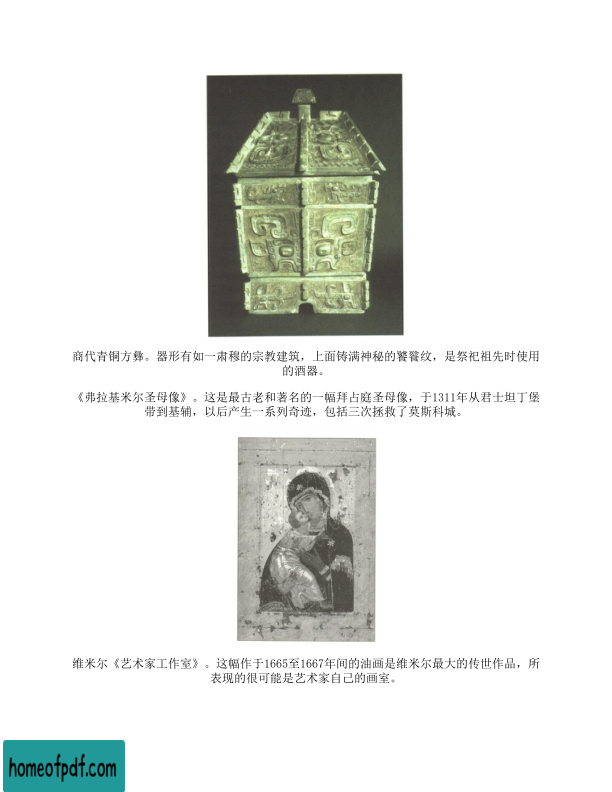 商代青铜方彝。器形有如一肃穆的宗教建筑，上面铸满神秘的饕餮纹，是祭祀祖先时使用
的酒器。
《弗拉基米尔圣母像》。这是最古老和著名的一幅拜占庭圣母像，于1311年从君士坦丁堡
带到基辅，以后产生一系列奇迹，包括三次拯救了莫斯科城。
维米尔《艺术家工作室》。这幅作于1665至1667年间的油画是维米尔最大的传世作品，所
表现的很可能是艺术家自己的画室。
homeofpdf.com